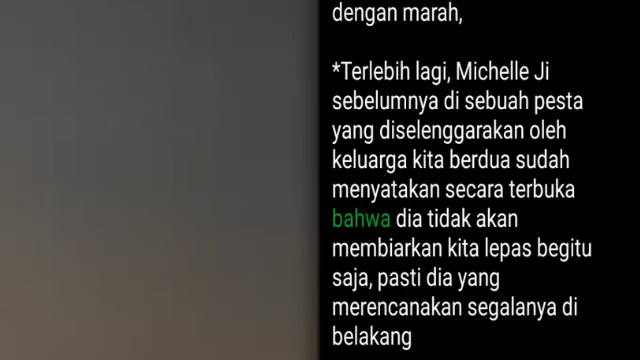 dengan marah,
*Terlebih lagi, Michelle Ji
sebelumnya di sebuah pesta
yang diselenggarakan oleh
keluarga kita berdua sudah
menyatakan secara terbuka
bahwa dia tidak akan
membiarkan kita lepas begitu
saja, pasti dia yang
merencanakan segalanya di
belakang